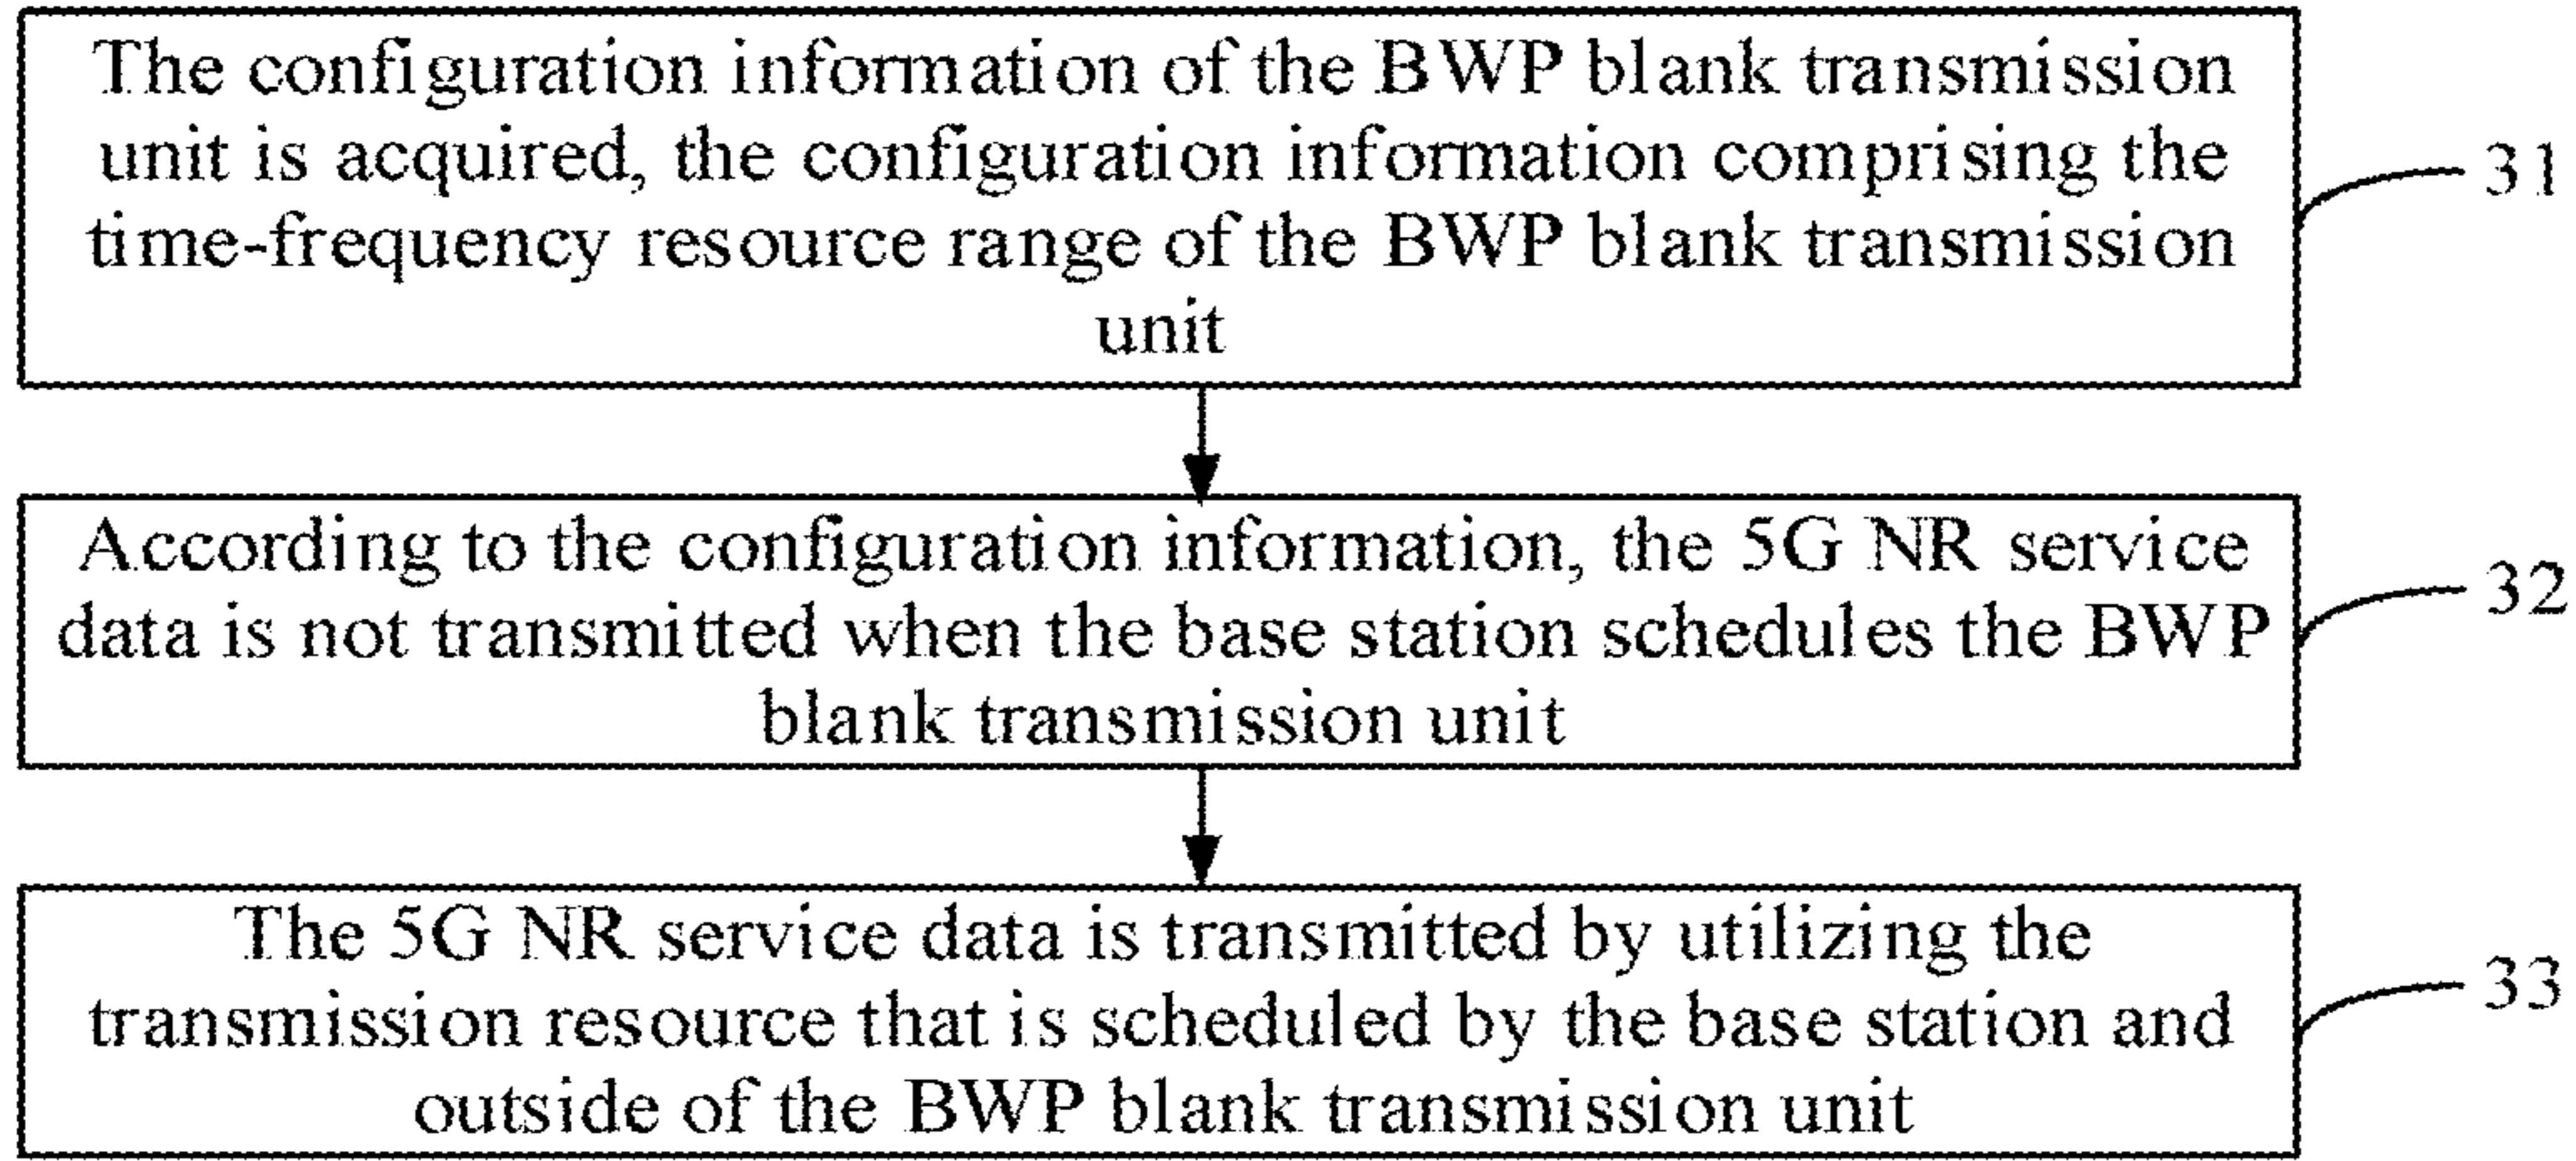 The configuration information of the BWP blank transmission
unit is acquired, the configuration information comprising the
time-frequency resource range of the BWP blank transmission
unit
31
According to the configuration information, the 5G NR service
data is not transmitted when the base station schedules the BWP
blank transmission unit
32
The 5G NR service data is transmitted by utilizing the
transmission resource that is scheduled by the base station and
outside of the BWP blank transmission unit
33